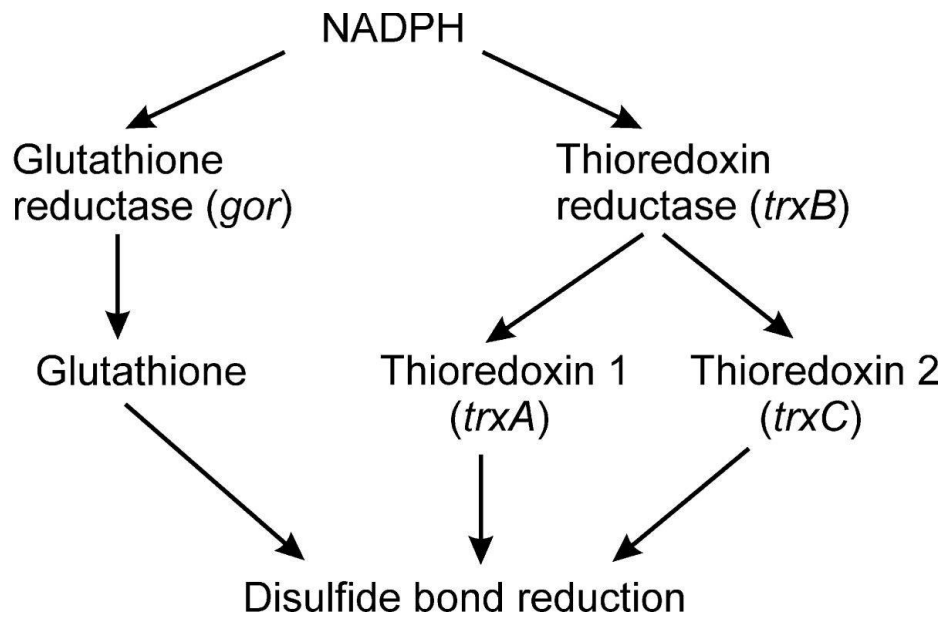 NADPH
Glutathione
reductase (gor)
Thioredoxin
reductase (trxB)
Glutathione
Thioredoxin 1
(trxA)
Thioredoxin 2
(trxC)
Disulfide bond reduction